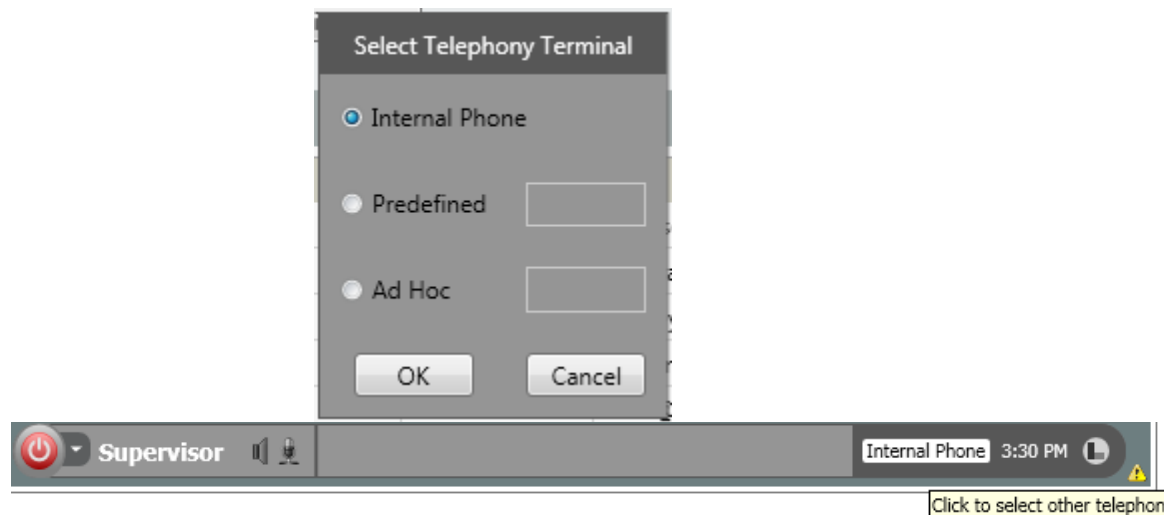 Select Telephony Terminal
Internal Phone
Predefined
Ad Hoc
OK Cancel
Supervisor Internal Phone 3:30 PM
Click to select other telephon